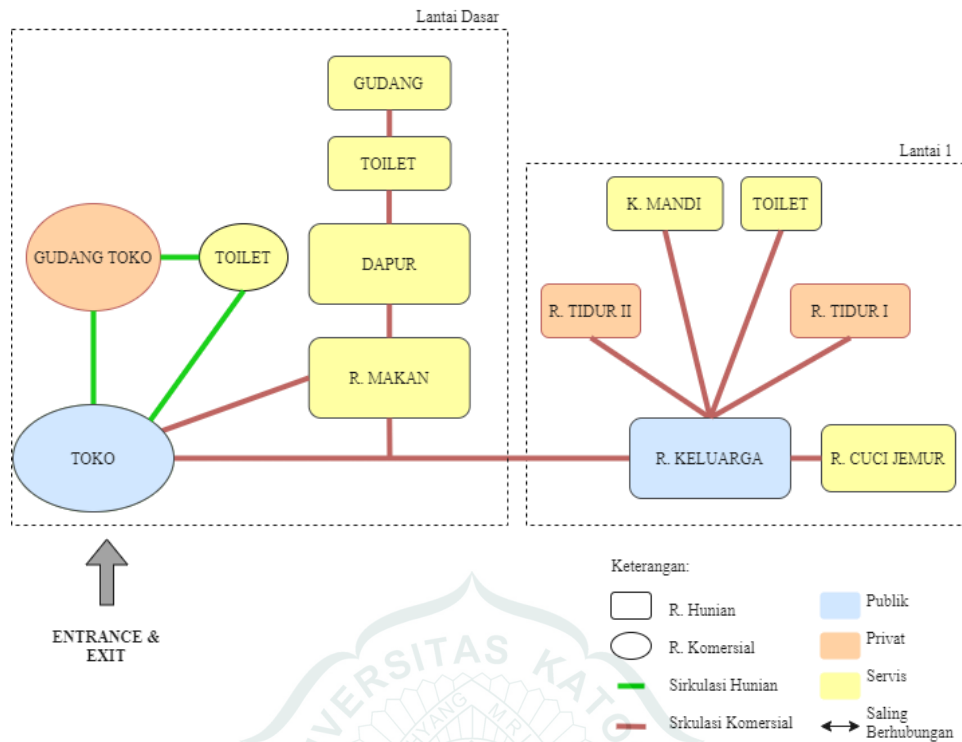 Lantai Dasar
GUDANG
TOILET
GUDANG TOKO
TOILET
DAPUR
R. MAKAN
TOKO
ENTRANCE &
EXIT
Lantai 1
K. MANDI
TOILET
R. TIDUR II
R. TIDUR I
R. KELUARGA
R. CUCI JEMUR
Keterangan:
R. Hunian
R. Komersial
Sirkulasi Hunian
Srkulasi Komersial
Publik
Privat
Servis
Saling
Berhubungan